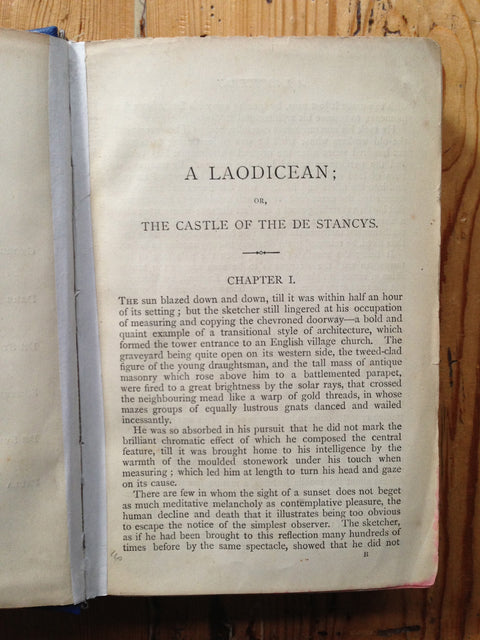 A LAODICEAN;
OR,
THE CASTLE OF THE DE STANCYS.
CHAPTER I.
THE sun blazed down and down, till it was within half an hour
of its setting; but the sketcher still lingered at his occupation
of measuring and copying the chevroned doorway—a bold and
quaint example of a transitional style of architecture, which
formed the tower entrance to an English village church. The
graveyard being quite open on its western side, the tweed-clad
figure of the young draughtsman, and the tall mass of antique
masonry which rose above him to a battlemented parapet,
were fired to a great brightness by the solar rays, that crossed
the neighbouring mead like a warp of gold threads, in whose
mazes groups of equally lustrous gnats danced and wailed
incessantly.
He was so absorbed in his pursuit that he did not mark the
brilliant chromatic effect of which he composed the central
feature, till it was brought home to his intelligence by the
warmth of the moulded stonework under his touch when
measuring; which led him at length to turn his head and gaze
on its cause.
There are few in whom the sight of a sunset does not beget
as much meditative melancholy as contemplative pleasure, the
human decline and death that it illustrates being too obvious
to escape the notice of the simplest observer. The sketcher,
as if he had been brought to this reflection many hundreds of
times before by the same spectacle, showed that he did not
B